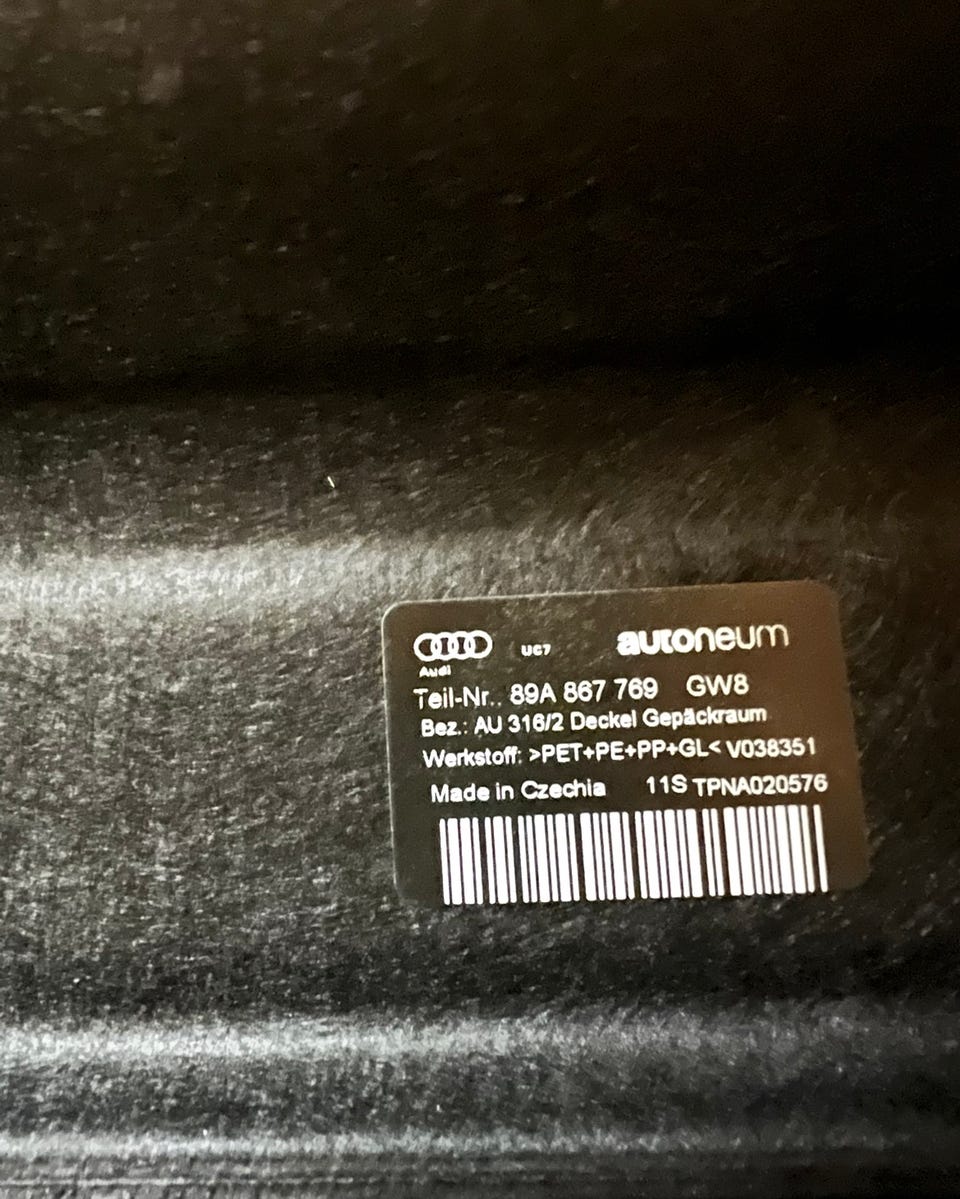 Audi UC7 autoneum
Teil-Nr.. 89A 867 769 GW8
Bez.: AU 316/2 Deckel Gepäckraum
Werkstoff: >PET+PE+PP+GL< V038351
Made in Czechia 11S TPNA020576